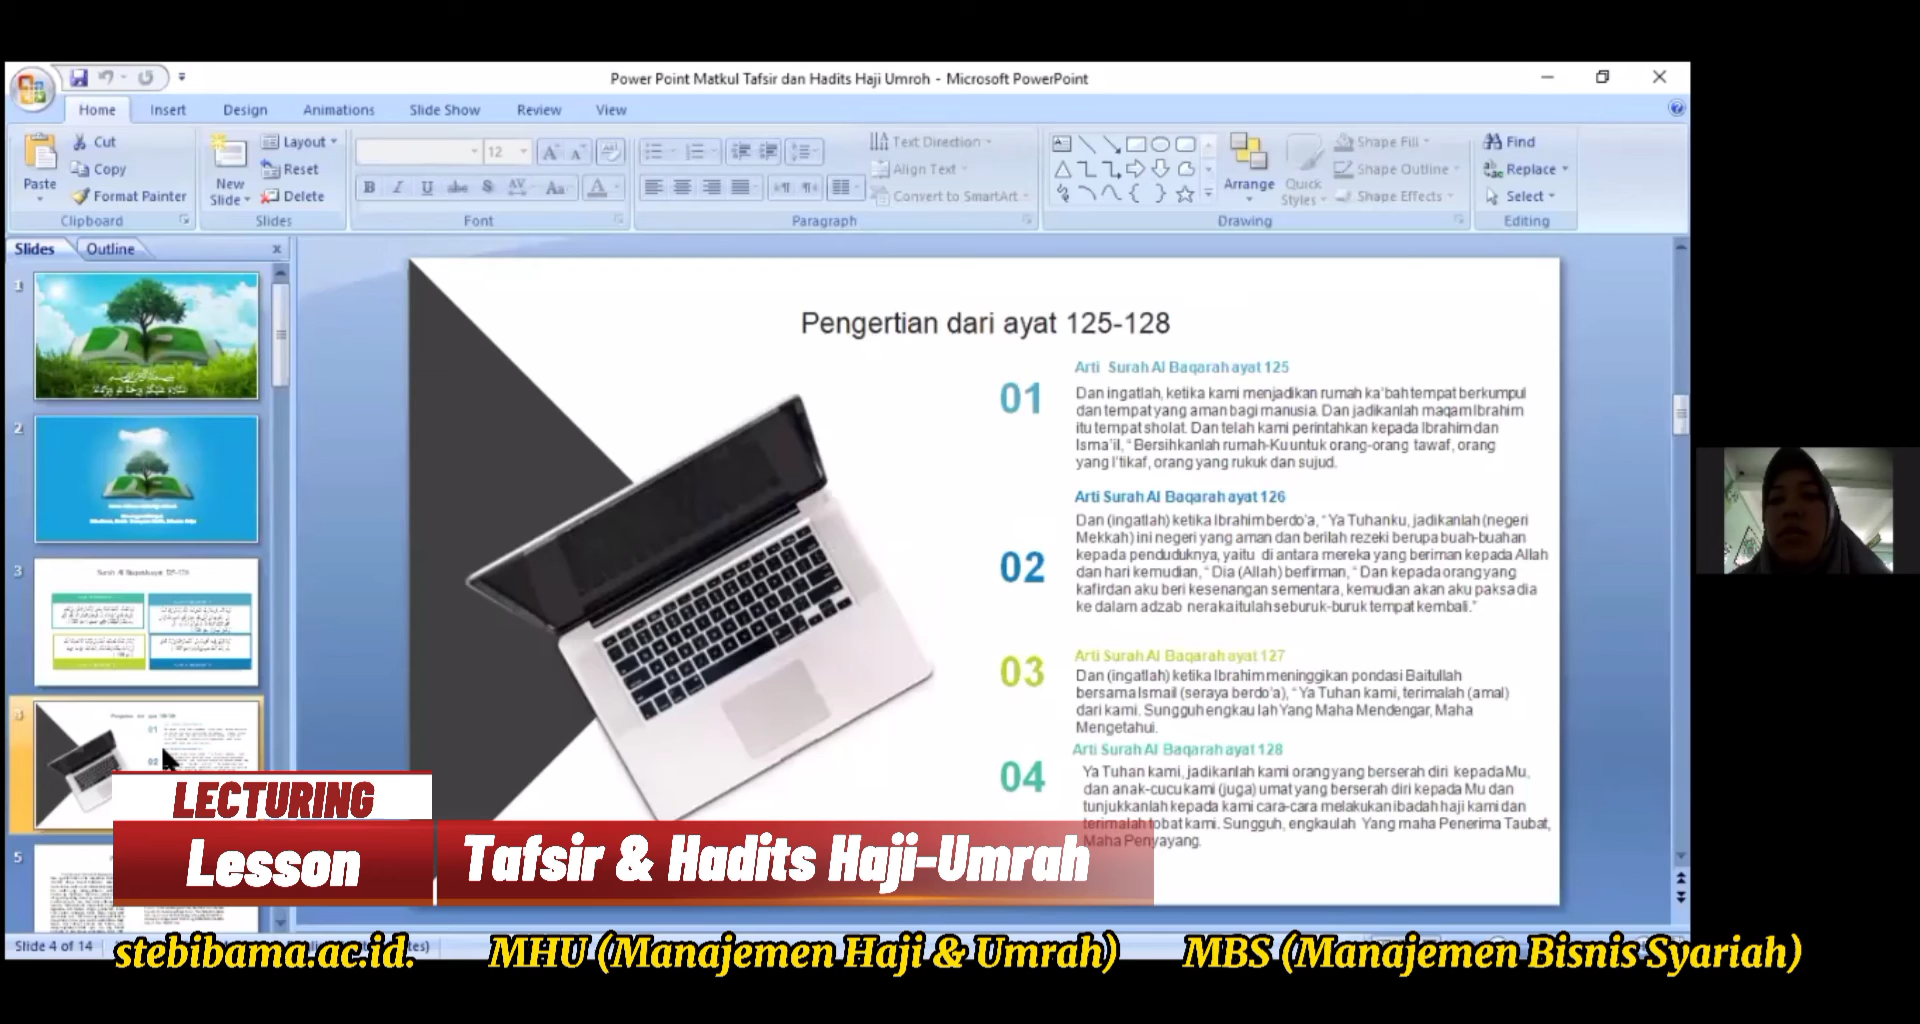 Power Point Matkul Tafsir dan Hadits Haji Umroh - Microsoft PowerPoint
Home Insert Design Animations Slide Show Review View
Paste
Cut
Copy
Format Painter
Clipboard
New
Slide
Layout
Reset
Delete
Slides
12
Font
Text Direction
Align Text
Convert to SmartArt
Paragraph
Arrange
Quick
Styles
Shape Fill
Shape Outline
Shape Effects
Drawing
Find
Replace
Select
Editing
Slides Outline
1
2
3
Surah Al Baqarah ayat 125-128
5
Pengertian dari ayat 125-128
01
Arti Surah Al Baqarah ayat 125
Dan ingatlah, ketika kami menjadikan rumah ka'bah tempat berkumpul
dan tempat yang aman bagi manusia. Dan jadikanlah maqam Ibrahim
itu tempat sholat. Dan telah kami perintahkan kepada Ibrahim dan
Isma'il, " Bersihkanlah rumah-Ku untuk orang-orang tawaf, orang
yang I'tikaf, orang yang rukuk dan sujud.
02
Arti Surah Al Baqarah ayat 126
Dan (ingatlah) ketika Ibrahim berdo'a, "Ya Tuhanku, jadikanlah (negeri
Mekkah) ini negeri yang aman dan berilah rezeki berupa buah-buahan
kepada penduduknya, yaitu di antara mereka yang beriman kepada Allah
dan hari kemudian, " Dia (Allah) berfirman, " Dan kepada orang yang
kafirdan aku beri kesenangan sementara, kemudian akan aku paksa dia
ke dalam adzab neraka itulah seburuk-buruk tempat kembali."
03
Arti Surah Al Baqarah ayat 127
Dan (ingatlah) ketika Ibrahim meninggikan pondasi Baitullah
bersama Ismail (seraya berdo'a), "Ya Tuhan kami, terimalah (amal)
dari kami. Sungguh engkau lah Yang Maha Mendengar, Maha
Mengetahui.
04
Arti Surah Al Baqarah ayat 128
Ya Tuhan kami, jadikanlah kami orang yang berserah diri kepada Mu,
dan anak-cucu kami (juga) umat yang berserah diri kepada Mu dan
tunjukkanlah kepada kami cara-cara melakukan ibadah haji kami dan
terimalah tobat kami. Sungguh, engkaulah Yang maha Penerima Taubat,
Maha Penyayang.
LECTURING
Lesson
Tafsir & Hadits Haji-Umrah
Slide 4 of 14
stebibama.ac.id. MHU (Manajemen Haji & Umrah) MBS (Manajemen Bisnis Syariah)